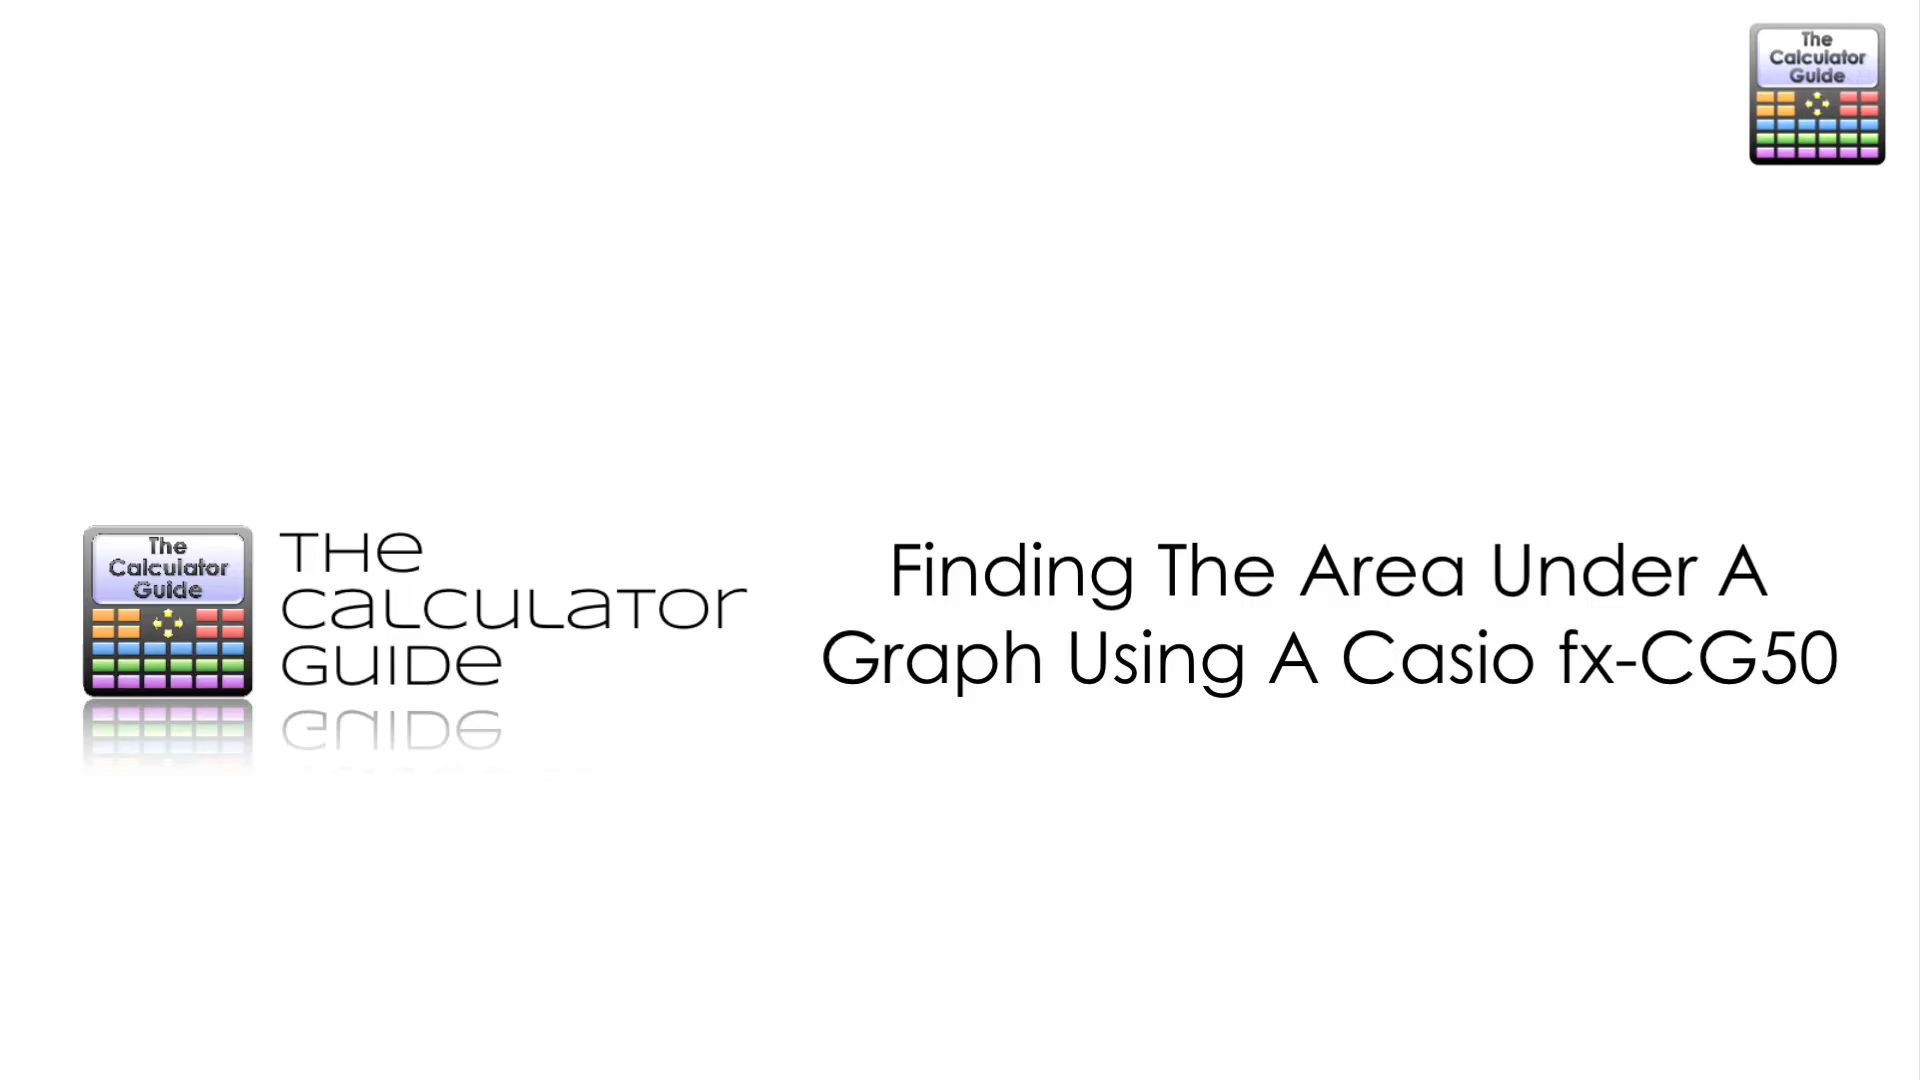 The
Calculator
Guide
The
Calculator
Guide
THe
CaLCULaTOr
GUIDe
Finding The Area Under A
Graph Using A Casio fx-CG50